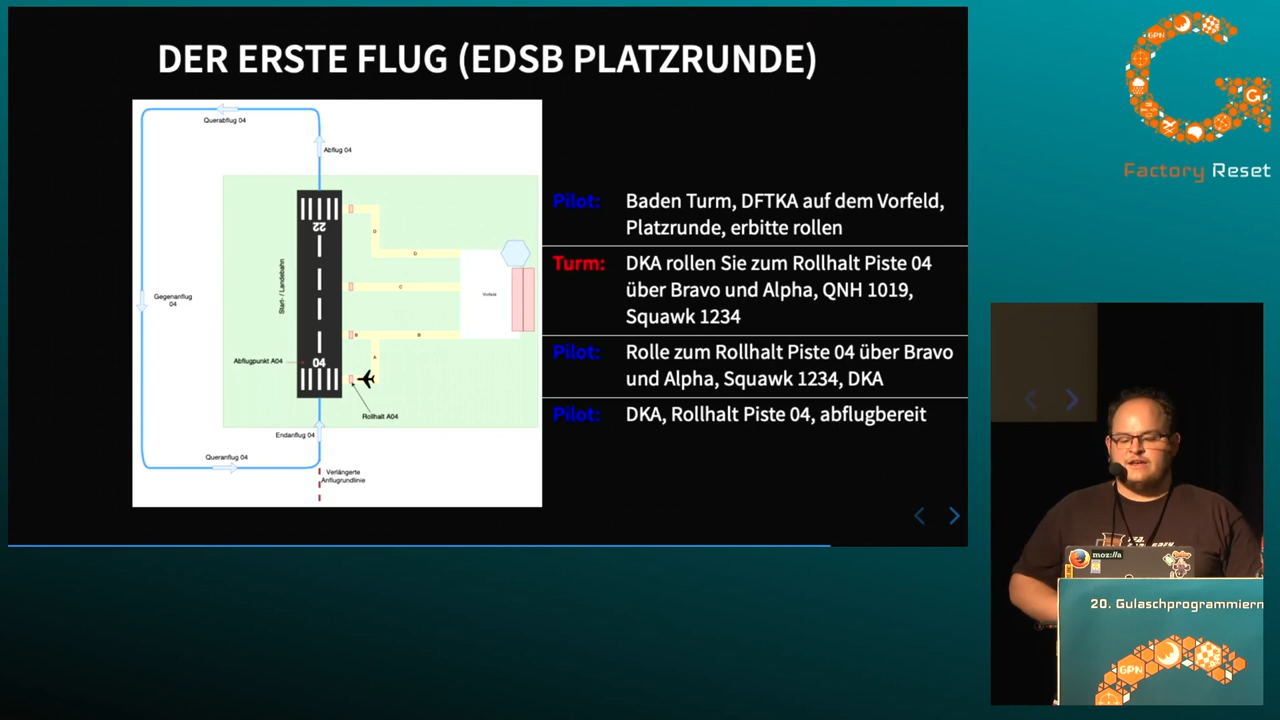 DER ERSTE FLUG (EDSB PLATZRUNDE)
Querabflug 04
Abflug 04
22
D
D
Start- / Landebahn
C
Vorfeld
Gegenanflug
04
B
B
A
Abflugpunkt A04
04
Rollhalt A04
Endanflug 04
Queranflug 04
Verlängerte
Anflugrundlinie
Pilot: Baden Turm, DFTKA auf dem Vorfeld,
Platzrunde, erbitte rollen
Turm: DKA rollen Sie zum Rollhalt Piste 04
über Bravo und Alpha, QNH 1019,
Squawk 1234
Pilot: Rolle zum Rollhalt Piste 04 über Bravo
und Alpha, Squawk 1234, DKA
Pilot: DKA, Rollhalt Piste 04, abflugbereit
GPN
G
Factory Reset
moz://a
20. Gulaschprogrammiern
GPN